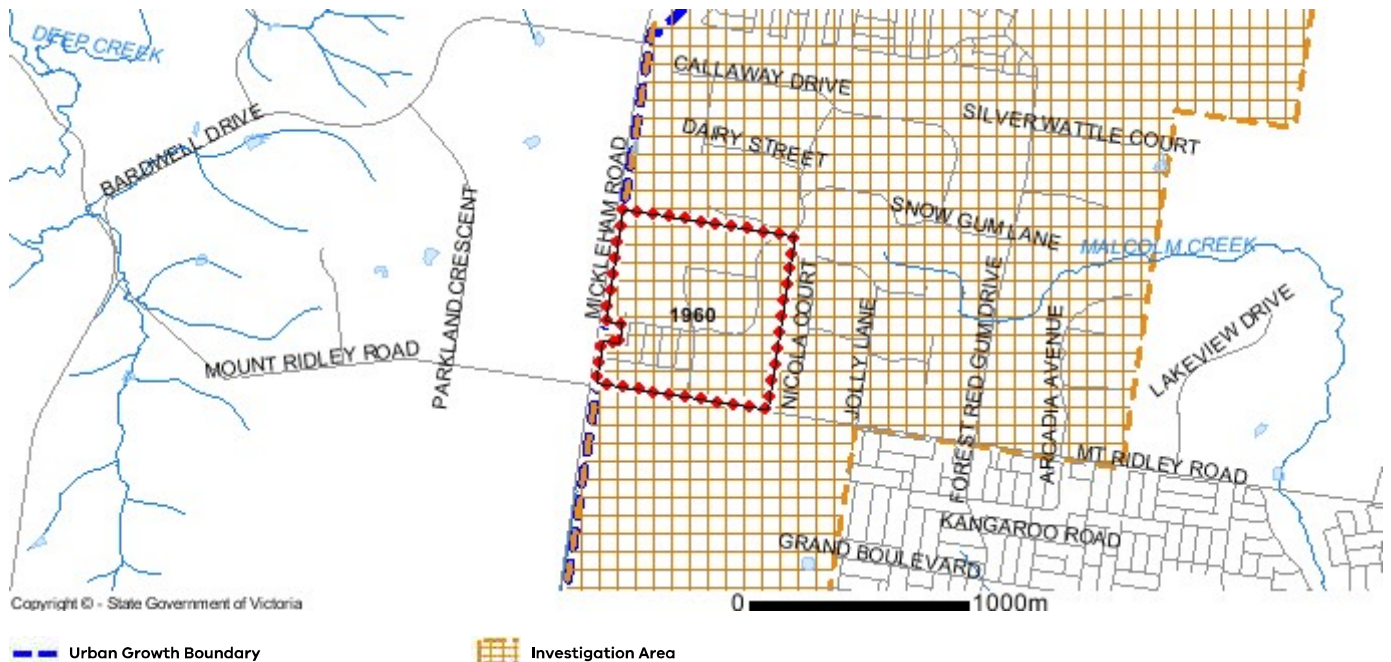 DEEP CREEK
CALLAWAY DRIVE
SILVER WATTLE COURT
BARDWELL DRIVE
DAIRY STREET
MICKLEHAM ROAD
PARKLAND CRESCENT
SNOW GUM LANE
MALCOLM CREEK
NICOLA COURT
1960
JOLLY LANE
FOREST RED GUM DRIVE
ARCADIA AVENUE
LAKEVIEW DRIVE
MOUNT RIDLEY ROAD
MT RIDLEY ROAD
KANGAROO ROAD
GRAND BOULEVARD
Copyright © - State Government of Victoria
0 1000m
Urban Growth Boundary
Investigation Area